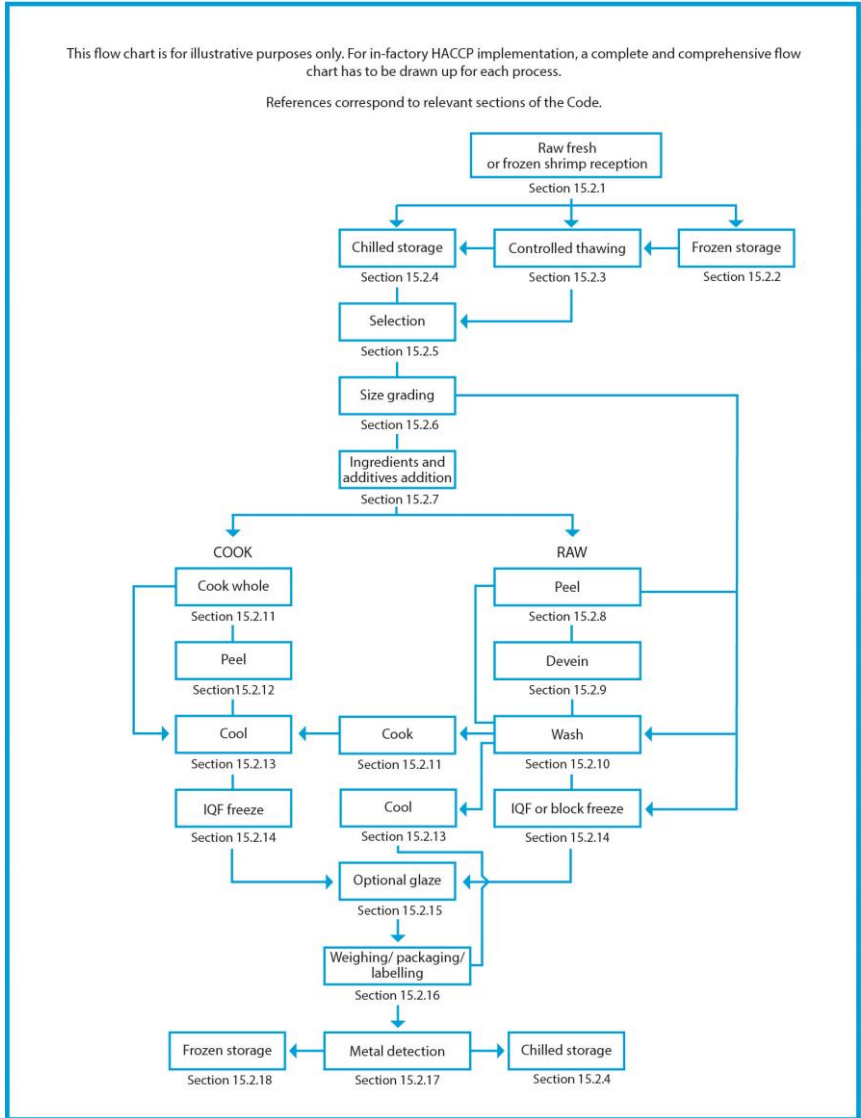 This flow chart is for illustrative purposes only. For in-factory HACCP implementation, a complete and comprehensive flow
chart has to be drawn up for each process.
References correspond to relevant sections of the Code.
Raw fresh
or frozen shrimp reception
Section 15.2.1
Chilled storage
Controlled thawing
Frozen storage
Section 15.2.4
Section 15.2.3
Section 15.2.2
Selection
Section 15.2.5
Size grading
Section 15.2.6
Ingredients and
additives addition
Section 15.2.7
COOK
RAW
Cook whole
Peel
Section 15.2.11
Section 15.2.8
Peel
Devein
Section15.2.12
Section 15.2.9
Cool
Cook
Wash
Section 15.2.13
Section 15.2.11
Section 15.2.10
IQF freeze
Cool
IQF or block freeze
Section 15.2.14
Section 15.2.13
Section 15.2.14
Optional glaze
Section 15.2.15
Weighing/ packaging/
labelling
Section 15.2.16
Frozen storage
Metal detection
Chilled storage
Section 15.2.18
Section 15.2.17
Section 15.2.4